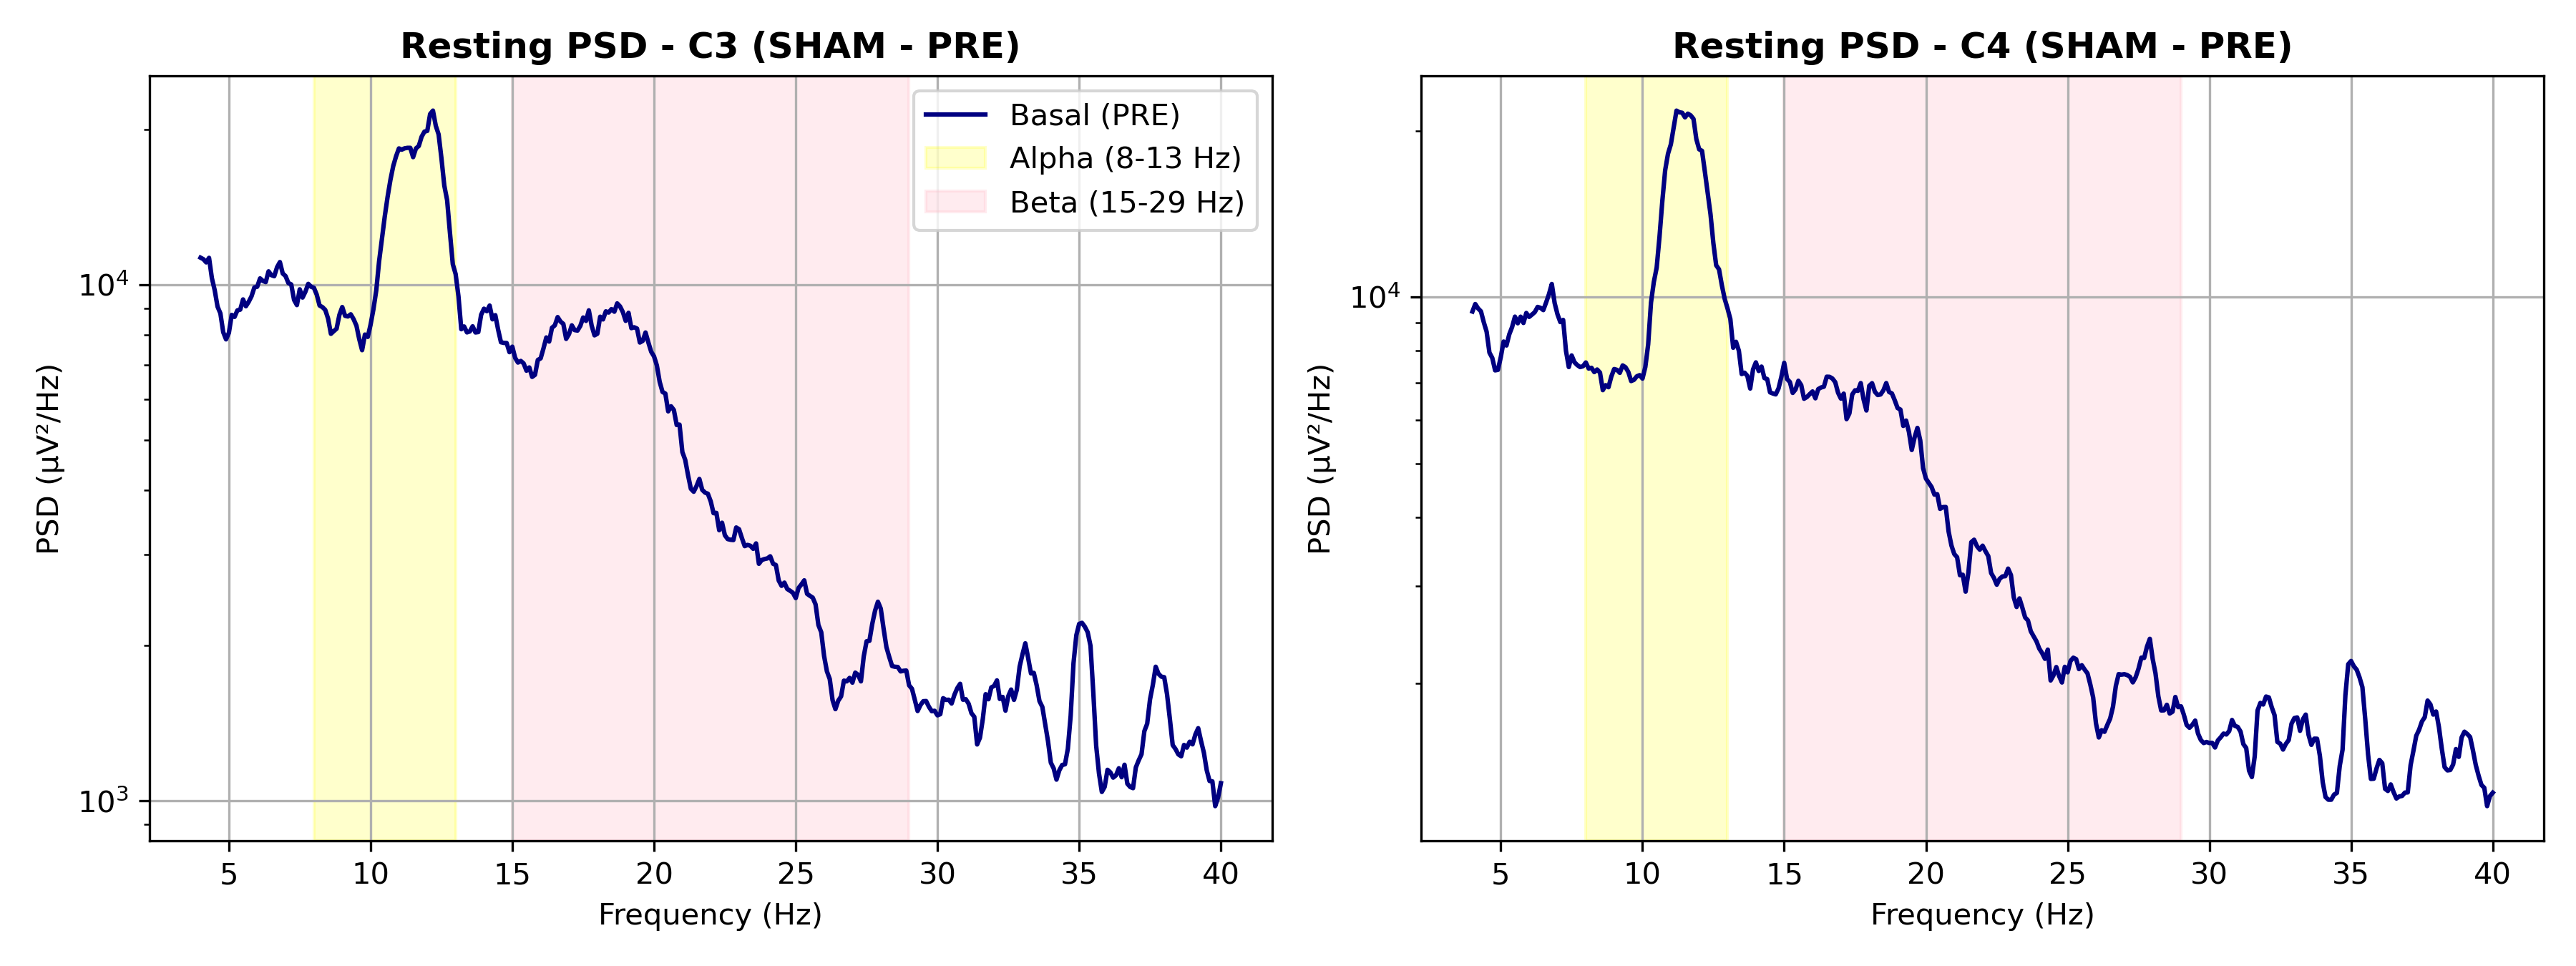 Resting PSD - C3 (SHAM - PRE)
Basal (PRE)
Alpha (8-13 Hz)
Beta (15-29 Hz)
10⁴
10³
PSD (µV²/Hz)
5 10 15 20 25 30 35 40
Frequency (Hz)
Resting PSD - C4 (SHAM - PRE)
10⁴
PSD (µV²/Hz)
5 10 15 20 25 30 35 40
Frequency (Hz)